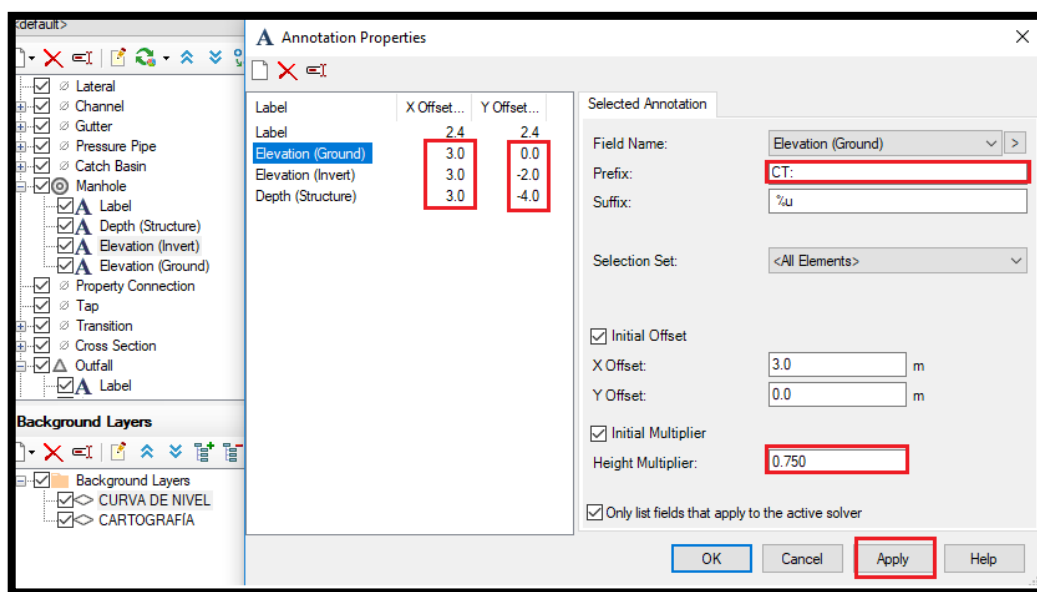 <default>
Lateral
Channel
Gutter
Pressure Pipe
Catch Basin
Manhole
A Label
A Depth (Structure)
A Elevation (Invert)
A Elevation (Ground)
Property Connection
Tap
Transition
Cross Section
Outfall
A Label
Background Layers
Background Layers
CURVA DE NIVEL
CARTOGRAFÍA
A Annotation Properties
Label X Offset... Y Offset...
Label 2.4 2.4
Elevation (Ground) 3.0 0.0
Elevation (Invert) 3.0 -2.0
Depth (Structure) 3.0 -4.0
Selected Annotation
Field Name: Elevation (Ground) >
Prefix: CT:
Suffix: %u
Selection Set: <All Elements>
Initial Offset
X Offset: 3.0 m
Y Offset: 0.0 m
Initial Multiplier
Height Multiplier: 0.750
Only list fields that apply to the active solver
OK Cancel Apply Help